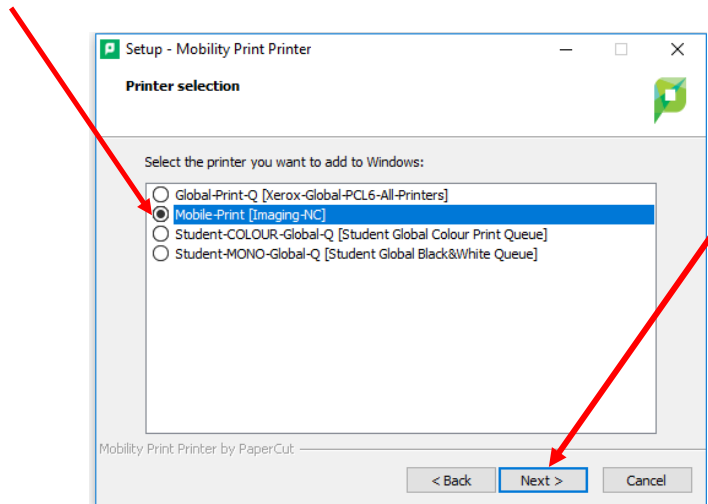 Setup - Mobility Print Printer
Printer selection
Select the printer you want to add to Windows:
Global-Print-Q [Xerox-Global-PCL6-All-Printers]
Mobile-Print [Imaging-NC]
Student-COLOUR-Global-Q [Student Global Colour Print Queue]
Student-MONO-Global-Q [Student Global Black&White Queue]
Mobility Print Printer by PaperCut
< Back Next > Cancel